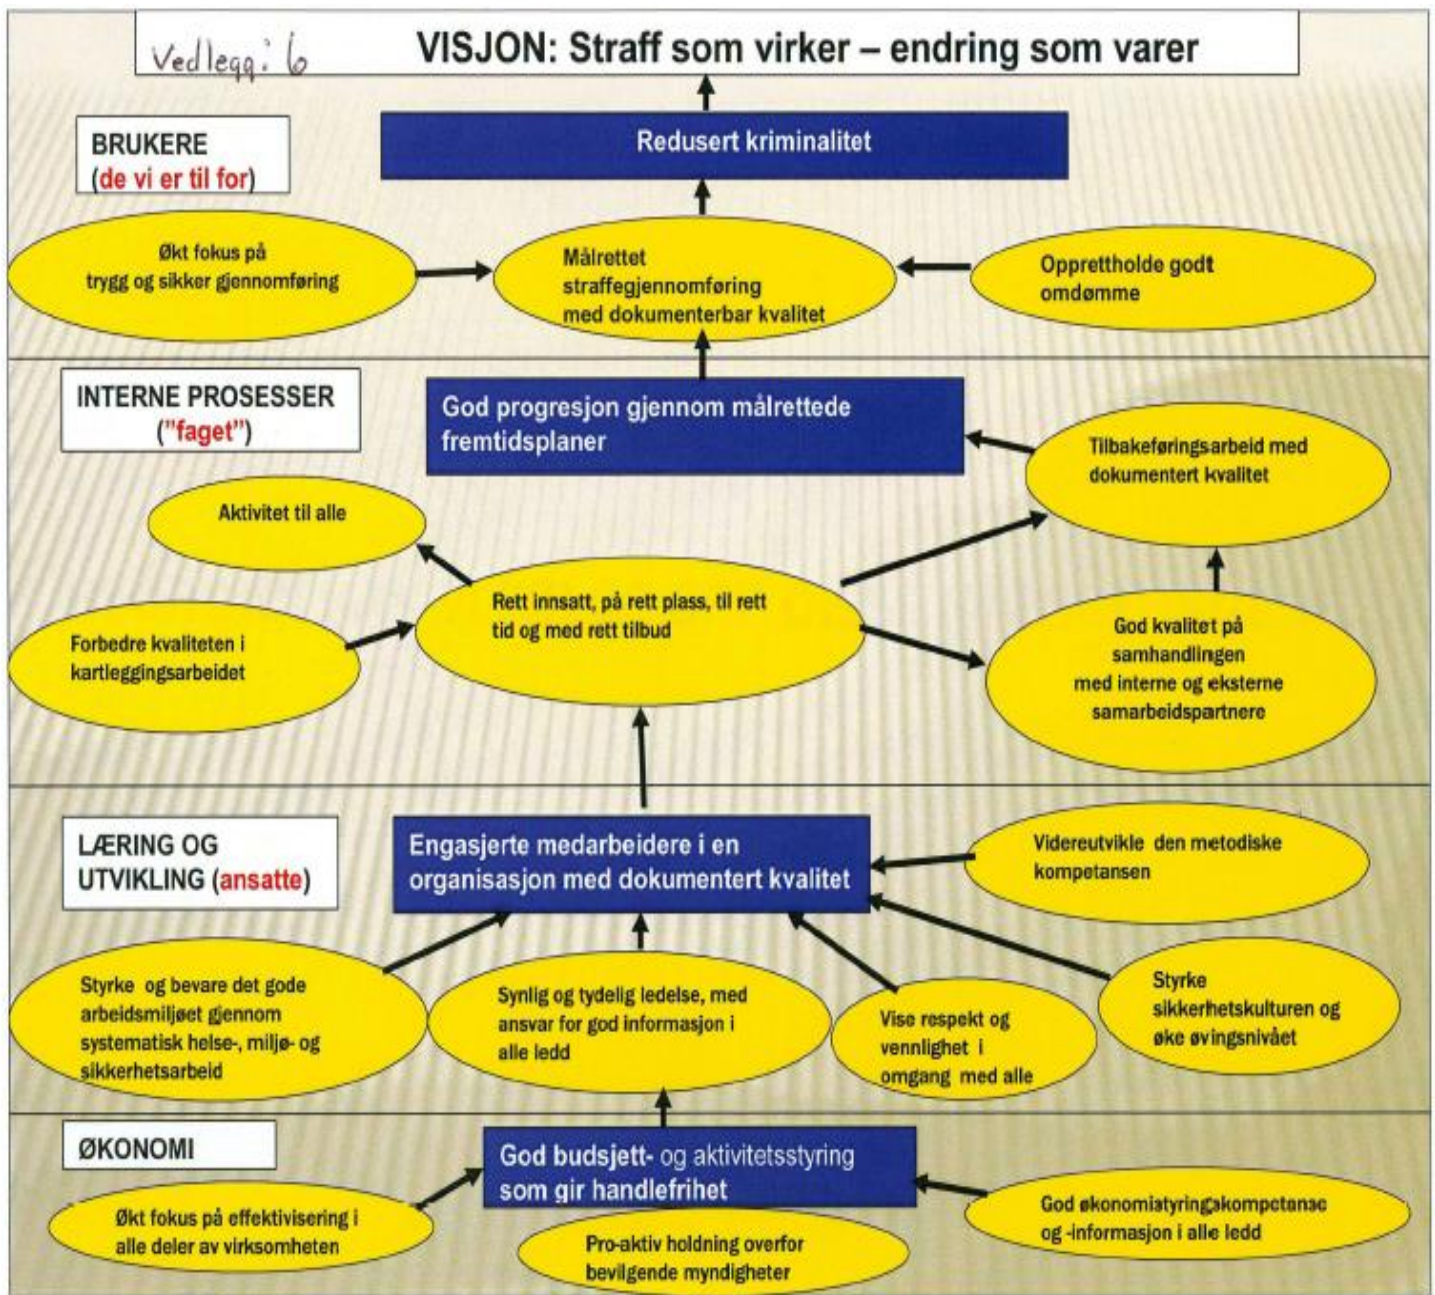 Vedlegg: 6
VISJON: Straff som virker – endring som varer
BRUKERE
(de vi er til for)
Redusert kriminalitet
Økt fokus på
trygg og sikker gjennomføring
Målrettet
straffegjennomføring
med dokumenterbar kvalitet
Opprettholde godt
omdømme
INTERNE PROSESSER
("faget")
God progresjon gjennom målrettede
fremtidsplaner
Tilbakeføringsarbeid med
dokumentert kvalitet
Aktivitet til alle
Rett innsatt, på rett plass, til rett
tid og med rett tilbud
Forbedre kvaliteten i
kartleggingsarbeidet
God kvalitet på
samhandlingen
med interne og eksterne
samarbeidspartnere
LÆRING OG
UTVIKLING (ansatte)
Engasjerte medarbeidere i en
organisasjon med dokumentert kvalitet
Videreutvikle den metodiske
kompetansen
Styrke og bevare det gode
arbeidsmiljøet gjennom
systematisk helse-, miljø- og
sikkerhetsarbeid
Synlig og tydelig ledelse, med
ansvar for god informasjon i
alle ledd
Vise respekt og
vennlighet i
omgang med alle
Styrke
sikkerhetskulturen og
øke øvingsnivået
ØKONOMI
God budsjett- og aktivitetsstyring
som gir handlefrihet
Økt fokus på effektivisering i
alle deler av virksomheten
Pro-aktiv holdning overfor
bevilgende myndigheter
God
og -informasjon i alle ledd